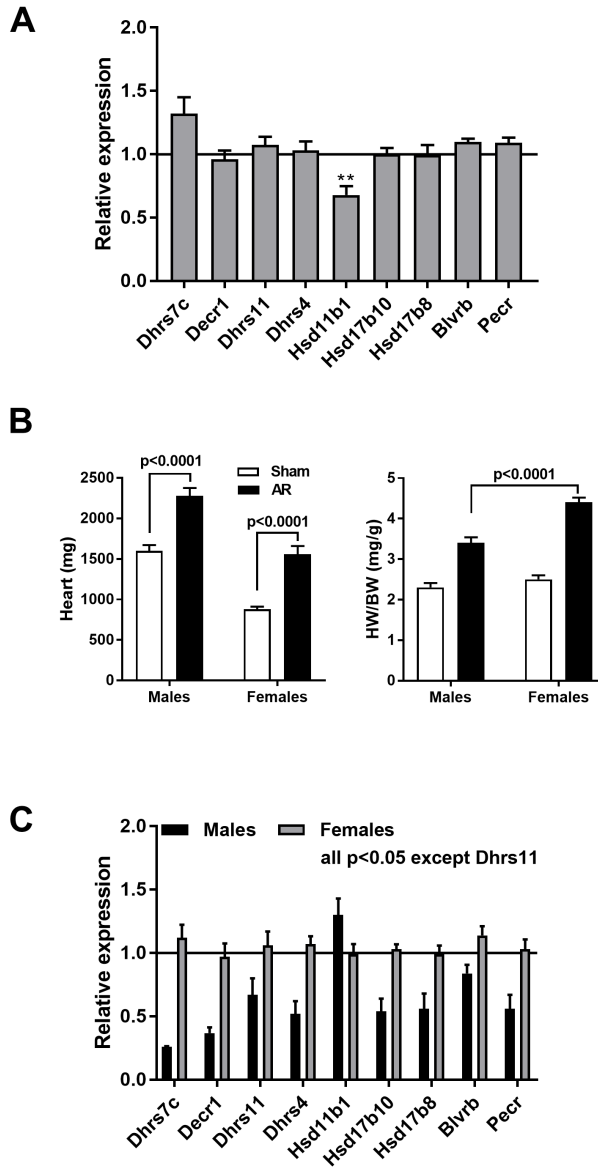 A
Relative expression
2.0
1.5
1.0
0.5
0.0
**
Dhrs7c
Decr1
Dhrs11
Dhrs4
Hsd11b1
Hsd17b10
Hsd17b8
Blvrb
Pecr
B
Heart (mg)
2500
2000
1500
1000
500
0
p<0.0001
p<0.0001
Sham
AR
Males
Females
HW/BW (mg/g)
5
4
3
2
1
0
p<0.0001
Males
Females
C
Relative expression
2.0
1.5
1.0
0.5
0.0
Males
Females
all p<0.05 except Dhrs11
Dhrs7c
Decr1
Dhrs11
Dhrs4
Hsd11b1
Hsd17b10
Hsd17b8
Blvrb
Pecr